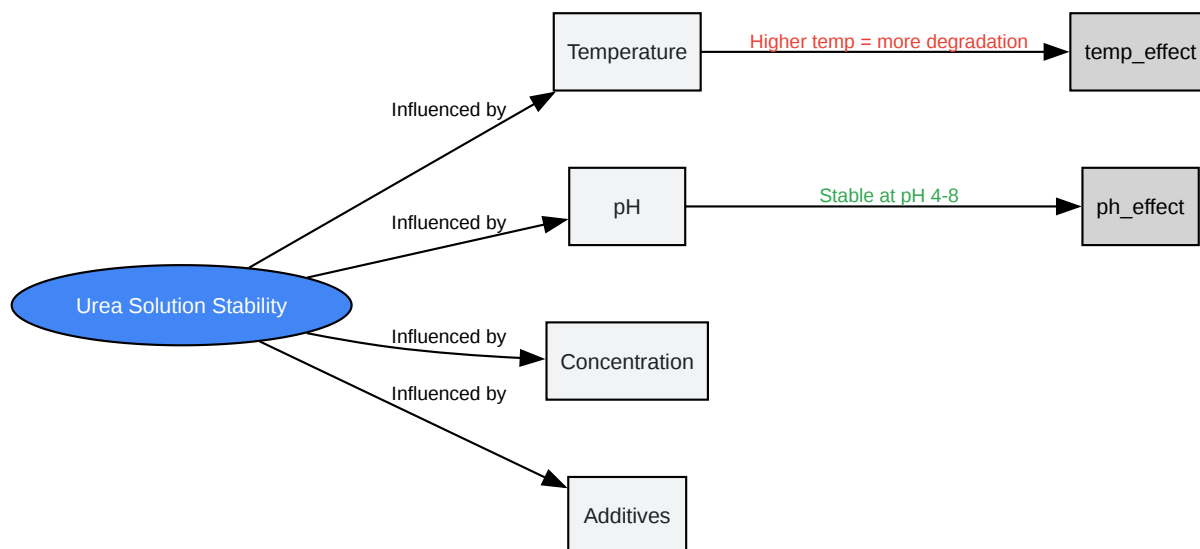 Temperature
Higher temp = more degradation
temp_effect
Influenced by
pH
Stable at pH 4-8
ph_effect
Influenced by
Urea Solution Stability
Influenced by
Concentration
Influenced by
Additives